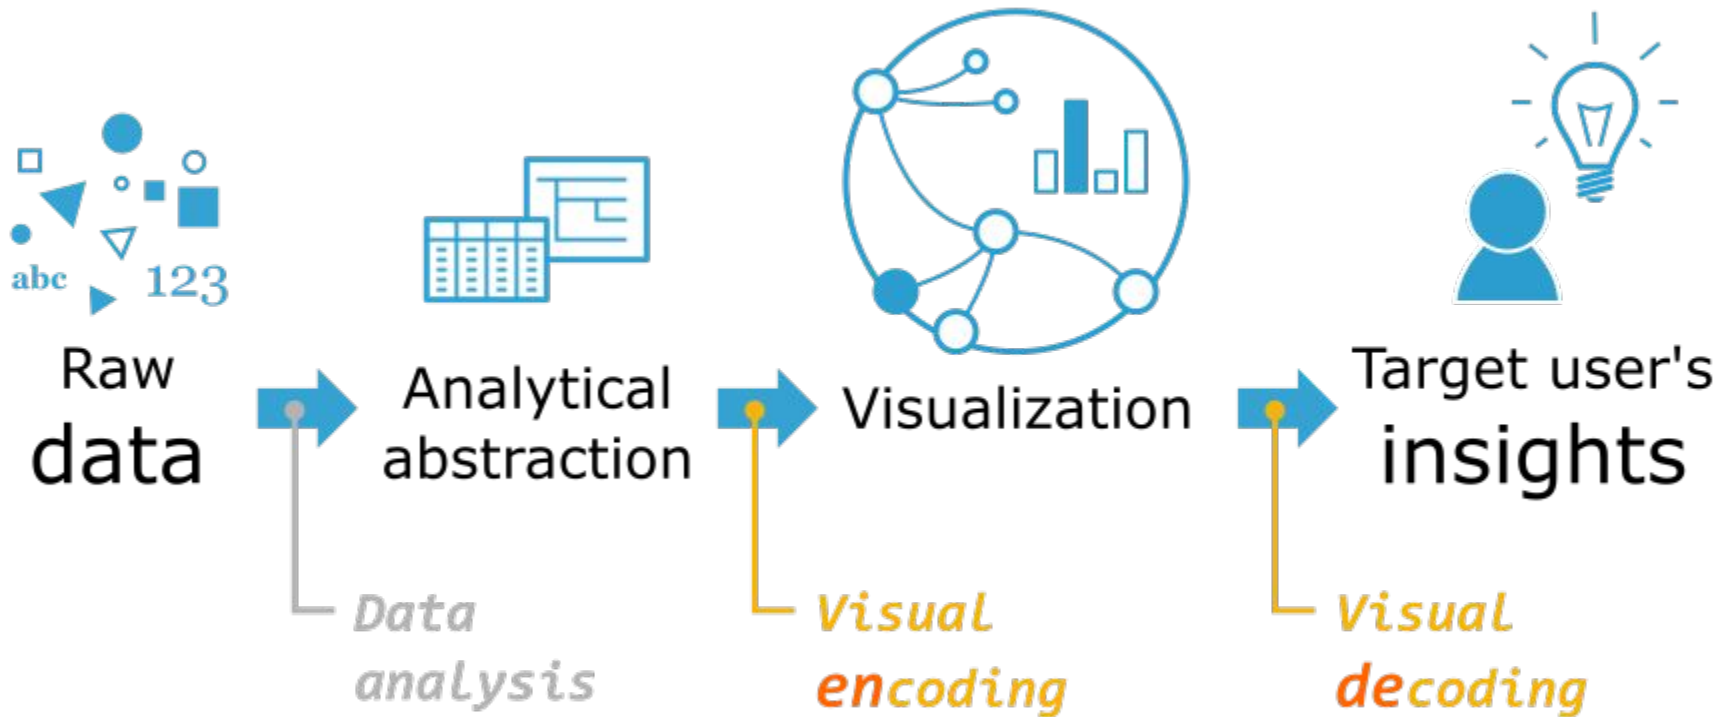 abc
123
Raw
data
Analytical
abstraction
Visualization
Target user's
insights
Data
analysis
Visual
encoding
Visual
decoding